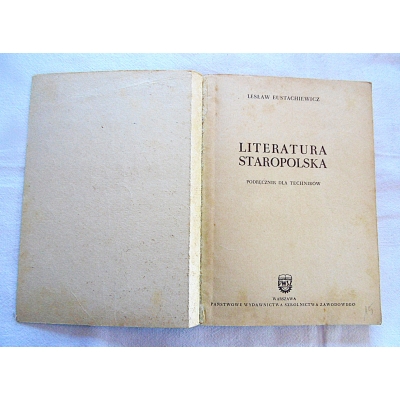 LESŁAW EUSTACHIEWICZ
LITERATURA
STAROPOLSKA
PODRĘCZNIK DLA TECHNIKÓW
WARSZAWA
PAŃSTWOWE WYDAWNICTWA SZKOLNICTWA ZAWODOWEGO